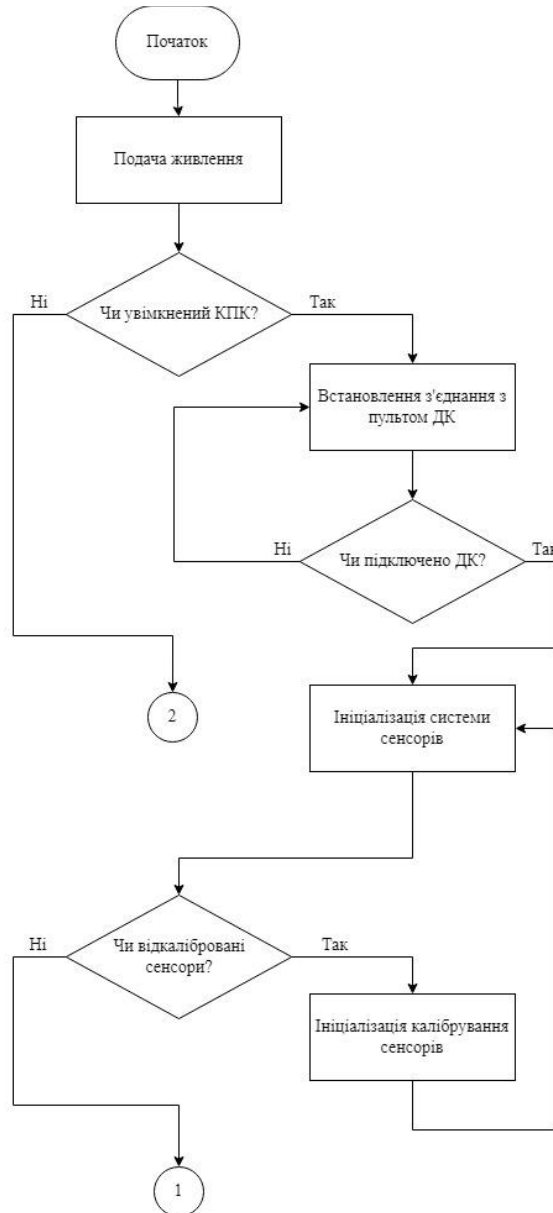 Початок
Подача живлення
Ні
Чи увімкнений КПК?
Так
Встановлення з'єднання з
пультом ДК
Ні
Чи підключено ДК?
Так
2
Ініціалізація системи
сенсорів
Ні
Чи відкалібровані
сенсори?
Так
Ініціалізація калібрування
сенсорів
1